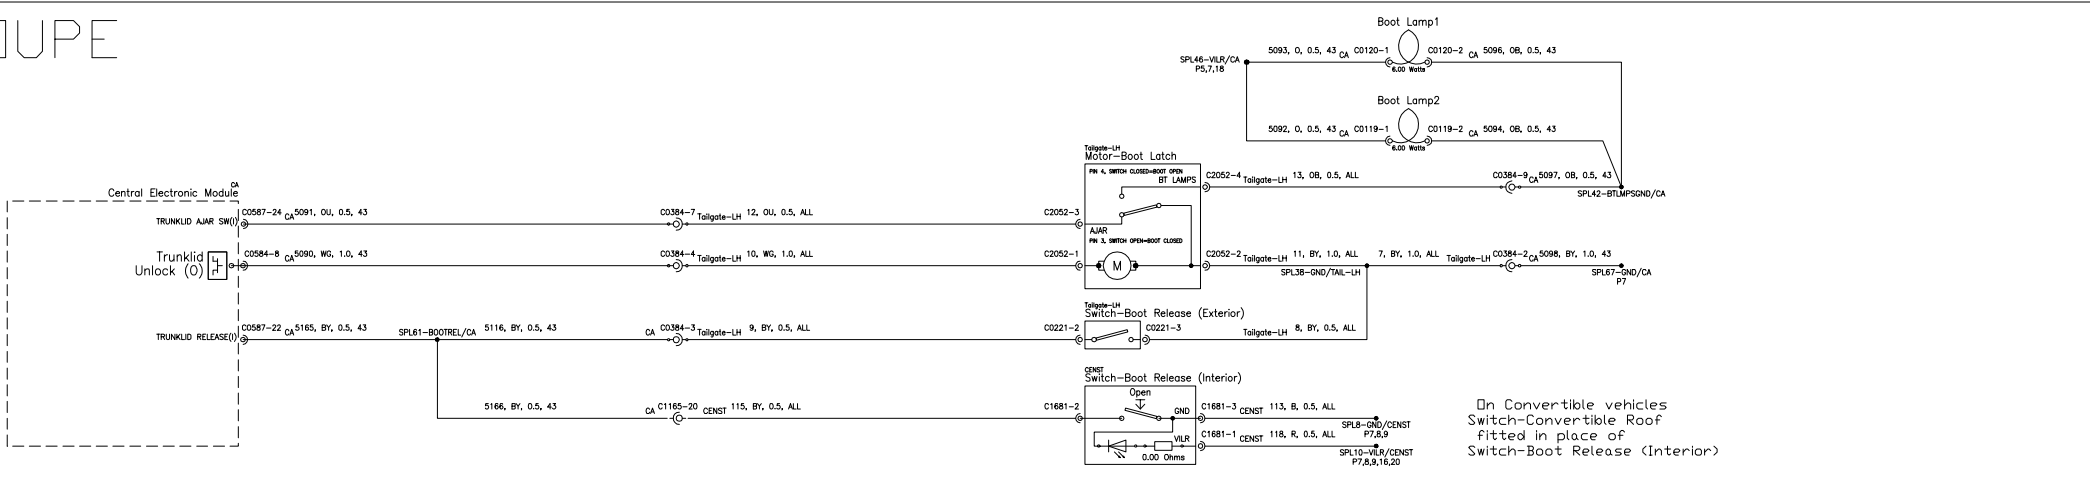 OUPE
Boot Lamp1
5093, O, 0.5, 43 CA C0120-1 C0120-2 CA 5096, OB, 0.5, 43
SPL46-VILR/CA
P5,7,18
6.00 Watts
Boot Lamp2
5092, O, 0.5, 43 CA C0119-1 C0119-2 CA 5094, OB, 0.5, 43
6.00 Watts
Tailgate-LH
Motor-Boot Latch
PIN 4, SWITCH CLOSED=BOOT OPEN
BT LAMPS
C2052-4 Tailgate-LH 13, OB, 0.5, ALL C0384-9 CA 5097, OB, 0.5, 43
SPL42-BTLMPSGND/CA
CA
Central Electronic Module
TRUNKLID AJAR SW(I) C0587-24 CA 5091, OU, 0.5, 43 C0384-7 Tailgate-LH 12, OU, 0.5, ALL C2052-3
AJAR
PIN 3, SWITCH OPEN=BOOT CLOSED
Trunklid
Unlock (O)
C0584-8 CA 5090, WG, 1.0, 43 C0384-4 Tailgate-LH 10, WG, 1.0, ALL C2052-1
M
C2052-2 Tailgate-LH 11, BY, 1.0, ALL 7, BY, 1.0, ALL Tailgate-LH C0384-2 CA 5098, BY, 1.0, 43
SPL38-GND/TAIL-LH
SPL67-GND/CA
P7
Tailgate-LH
Switch-Boot Release (Exterior)
TRUNKLID RELEASE(I) C0587-22 CA 5165, BY, 0.5, 43 SPL61-BOOTREL/CA 5116, BY, 0.5, 43 CA C0384-3 Tailgate-LH 9, BY, 0.5, ALL C0221-2 C0221-3 Tailgate-LH 8, BY, 0.5, ALL
CENST
Switch-Boot Release (Interior)
Open
5166, BY, 0.5, 43 CA C1165-20 CENST 115, BY, 0.5, ALL C1681-2 GND C1681-3 CENST 113, B, 0.5, ALL
SPL8-GND/CENST
P7,8,9
VILR C1681-1 CENST 118, R, 0.5, ALL
0.00 Ohms
SPL10-VILR/CENST
P7,8,9,16,20
On Convertible vehicles
Switch-Convertible Roof
fitted in place of
Switch-Boot Release (Interior)